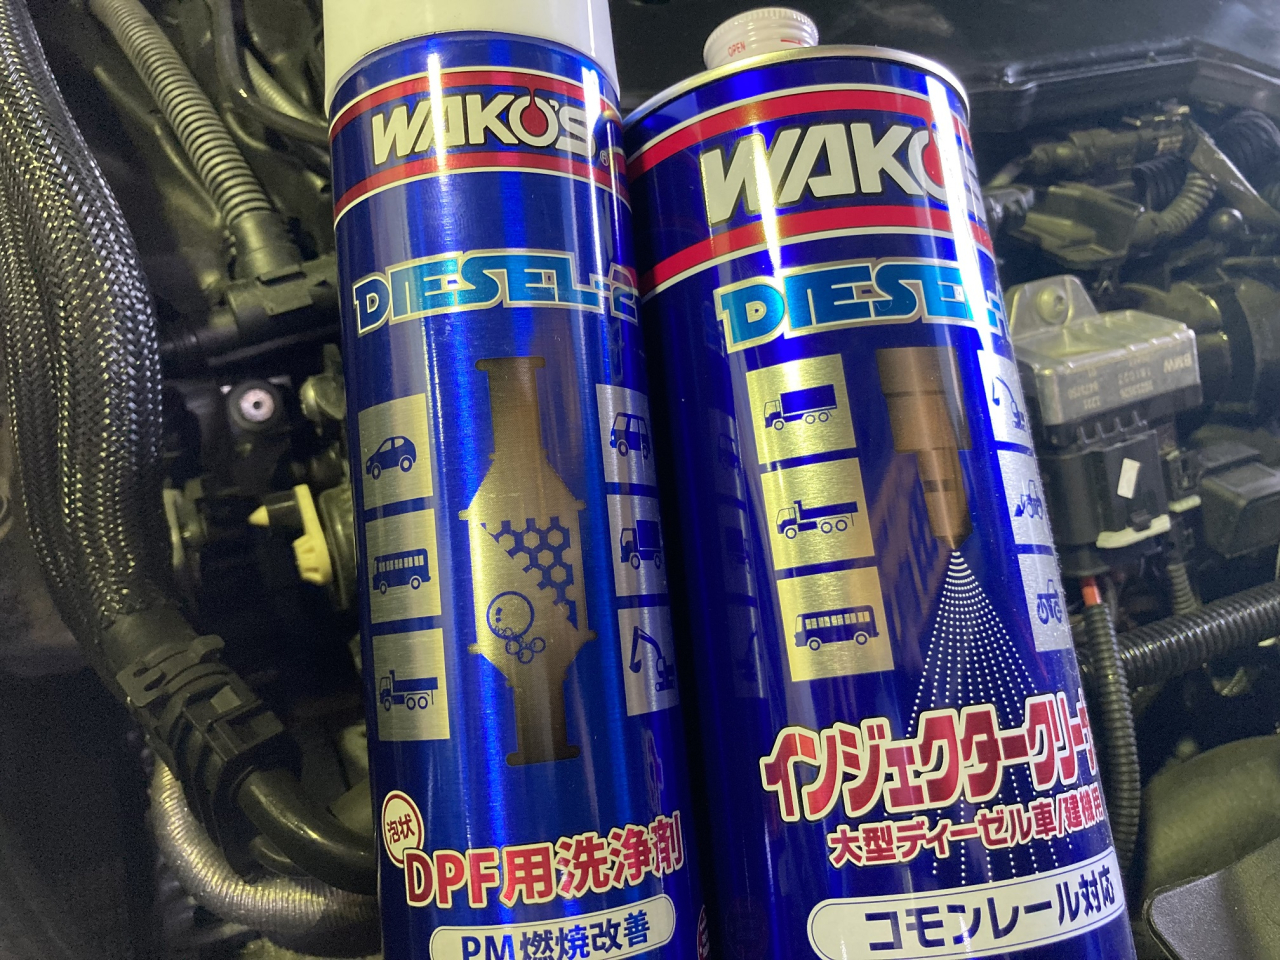 WAKO'S
DIESEL-2
泡状
DPF用洗浄剤
PM燃焼改善
OPEN
WAKO
DIESEL-
インジェクタークリーナ
大型ディーゼル車/建機用
コモンレール対応
BMW